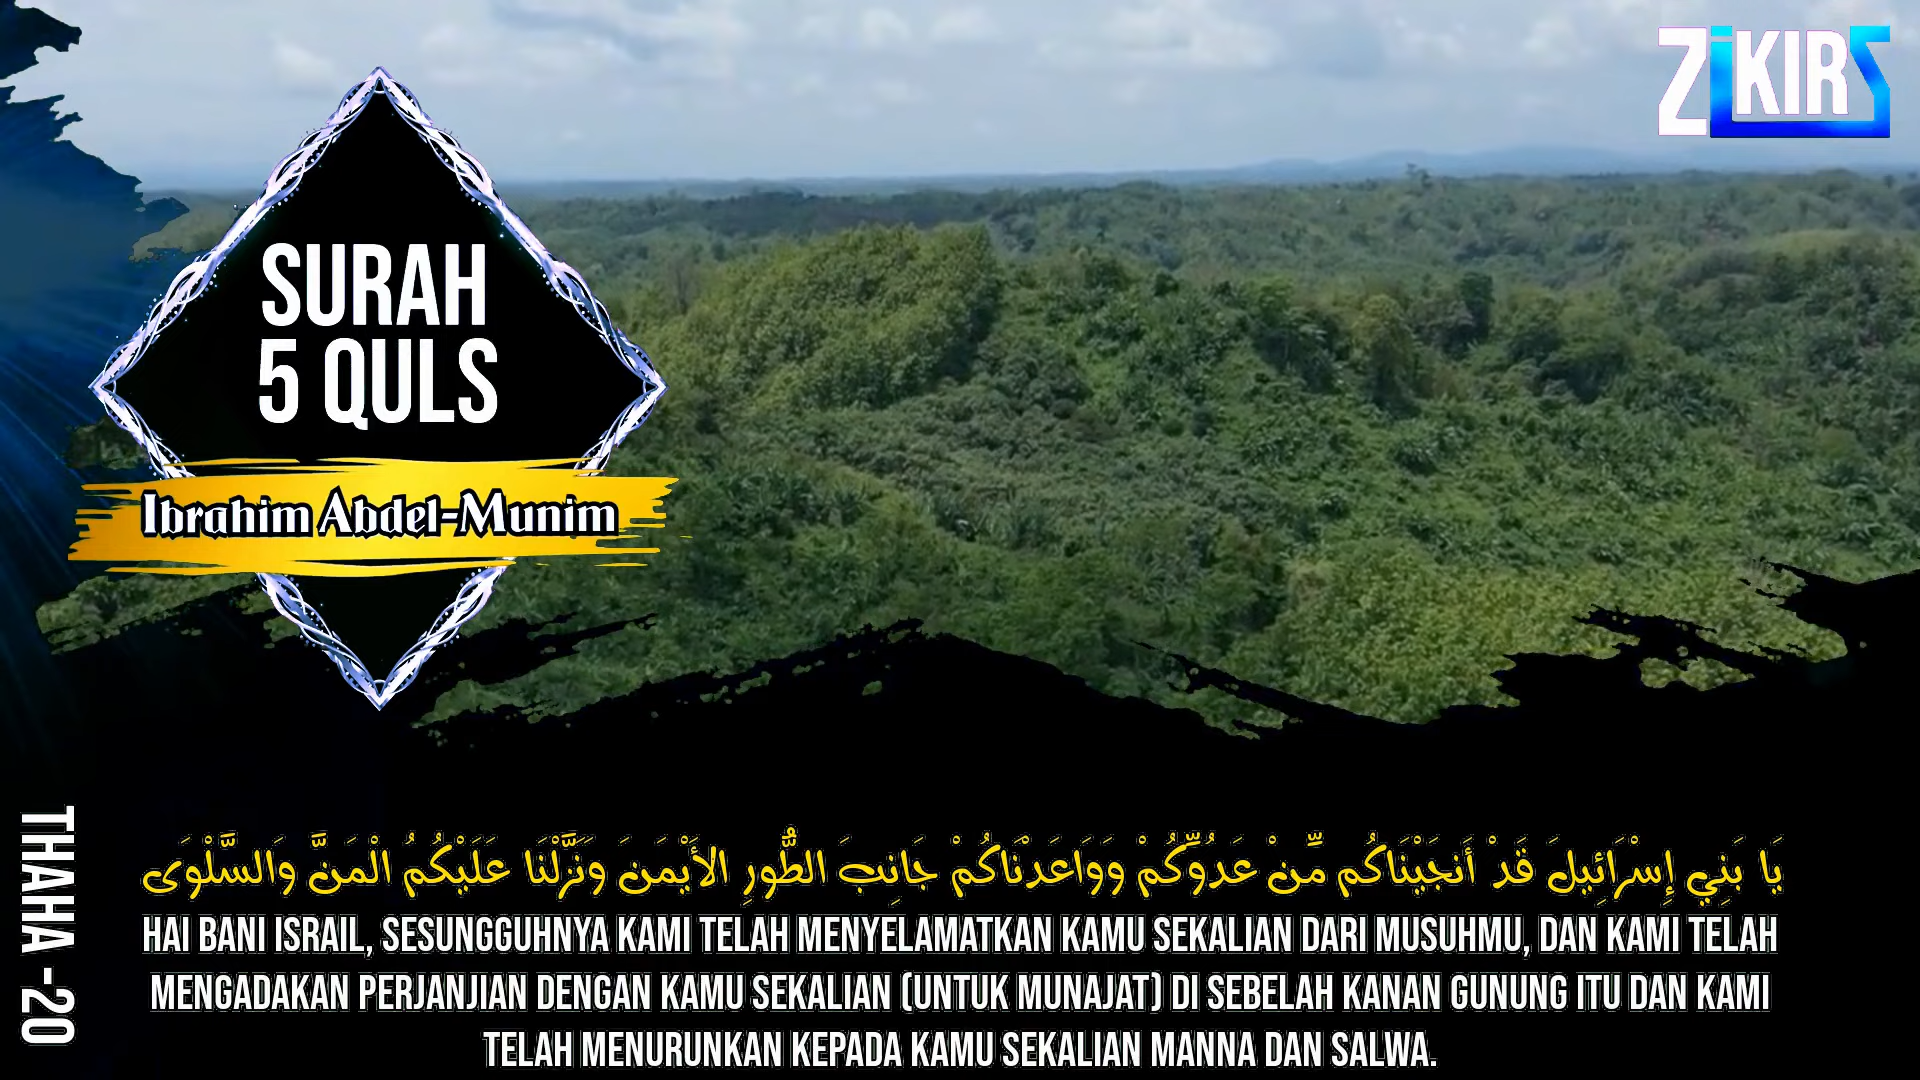 ZIKIRS
SURAH
5 QULS
Ibrahim Abdel-Munim
THAHA -20
يَا بَنِي إِسْرَائِيلَ قَدْ أَنجَيْنَاكُم مِّنْ عَدُوِّكُمْ وَوَاعَدْنَاكُمْ جَانِبَ الطُّورِ الأَيْمَنَ وَنَزَّلْنَا عَلَيْكُمُ الْمَنَّ وَالسَّلْوَى
HAI BANI ISRAIL, SESUNGGUHNYA KAMI TELAH MENYELAMATKAN KAMU SEKALIAN DARI MUSUHMU, DAN KAMI TELAH
MENGADAKAN PERJANJIAN DENGAN KAMU SEKALIAN (UNTUK MUNAJAT) DI SEBELAH KANAN GUNUNG ITU DAN KAMI
TELAH MENURUNKAN KEPADA KAMU SEKALIAN MANNA DAN SALWA.